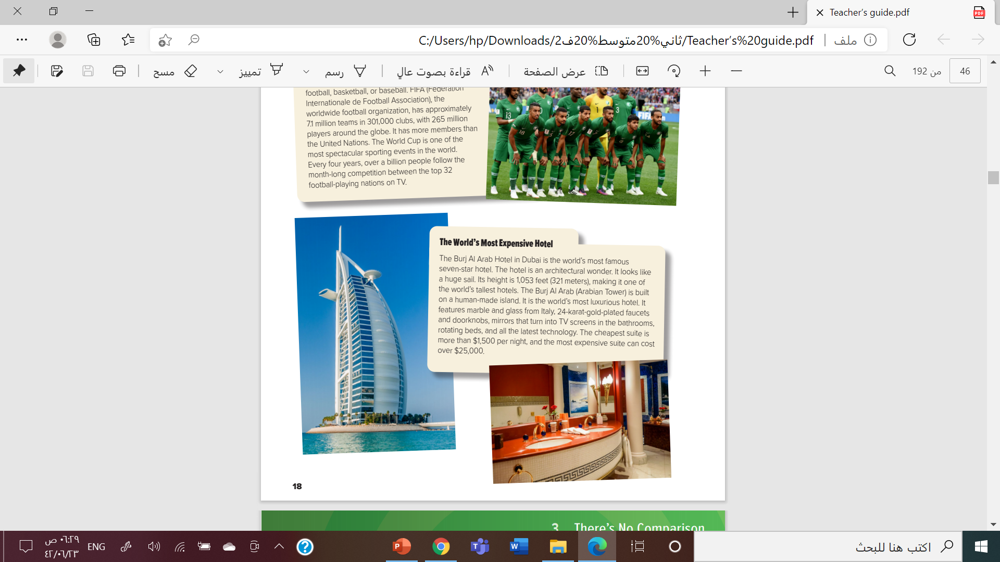 Teacher's guide.pdf
C:/Users/hp/Downloads/ثاني%20متوسط%20ف2/Teacher's%20guide.pdf
ملف
46
من 192
عرض الصفحة
قراءة بصوت عالٍ
رسم
تمييز
مسح
football, basketball, or baseball. FIFA (Federation
Internationale de Football Association), the
worldwide football organization, has approximately
7.1 million teams in 301,000 clubs, with 265 million
players around the globe. It has more members than
the United Nations. The World Cup is one of the
most spectacular sporting events in the world.
Every four years, over a billion people follow the
month-long competition between the top 32
football-playing nations on TV.
13
1
3
18
17
8
FIFA
The World's Most Expensive Hotel
The Burj Al Arab Hotel in Dubai is the world's most famous
seven-star hotel. The hotel is an architectural wonder. It looks like
a huge sail. Its height is 1,053 feet (321 meters), making it one of
the world's tallest hotels. The Burj Al Arab (Arabian Tower) is built
on a human-made island. It is the world's most luxurious hotel. It
features marble and glass from Italy, 24-karat-gold-plated faucets
and doorknobs, mirrors that turn into TV screens in the bathrooms,
rotating beds, and all the latest technology. The cheapest suite is
more than $1,500 per night, and the most expensive suite can cost
over $25,000.
18
3 There's No Comparison
٠٦:٢٩ ص
٤٢/٠٦/٢٣
ENG
اكتب هنا للبحث